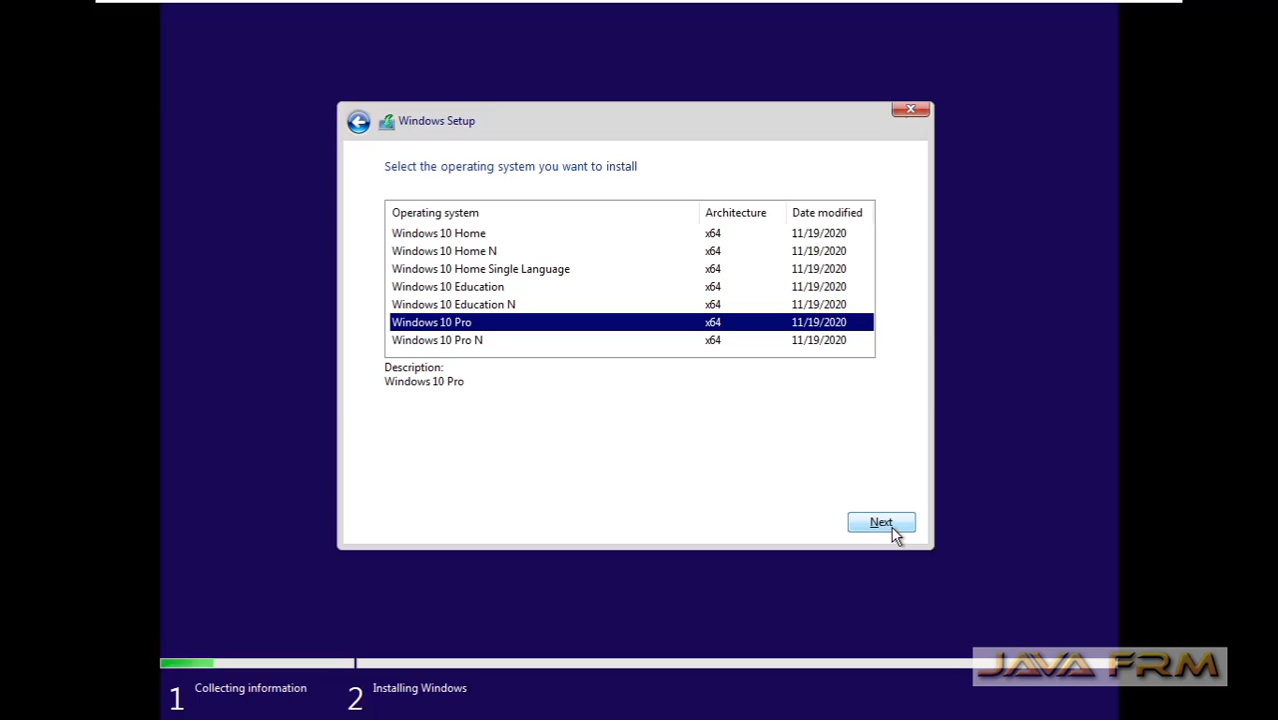 Windows Setup
Select the operating system you want to install
Operating system Architecture Date modified
Windows 10 Home x64 11/19/2020
Windows 10 Home N x64 11/19/2020
Windows 10 Home Single Language x64 11/19/2020
Windows 10 Education x64 11/19/2020
Windows 10 Education N x64 11/19/2020
Windows 10 Pro x64 11/19/2020
Windows 10 Pro N x64 11/19/2020
Description:
Windows 10 Pro
Next
JAVA FRM
1 Collecting information 2 Installing Windows